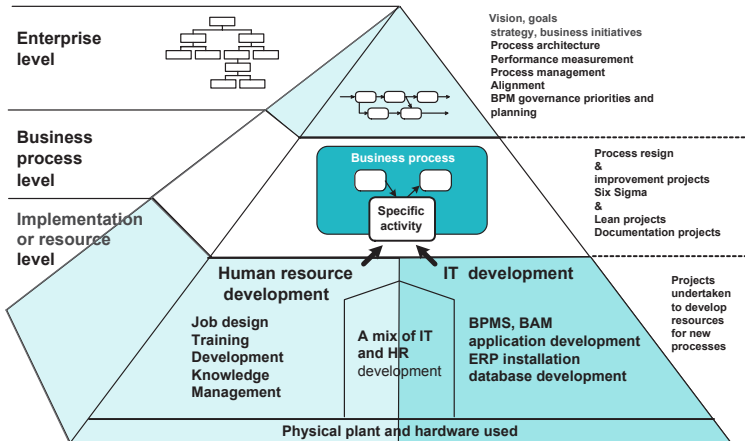 Enterprise
level
Vision, goals
strategy, business initiatives
Process architecture
Performance measurement
Process management
Alignment
BPM governance priorities and
planning
Business
process
level
Business process
Specific
activity
Process resign
&
improvement projects
Six Sigma
&
Lean projects
Documentation projects
Implementation
or resource
level
Human resource
development
IT development
Job design
Training
Development
Knowledge
Management
A mix of IT
and HR
development
BPMS, BAM
application development
ERP installation
database development
Projects
undertaken
to develop
resources
for new
processes
Physical plant and hardware used